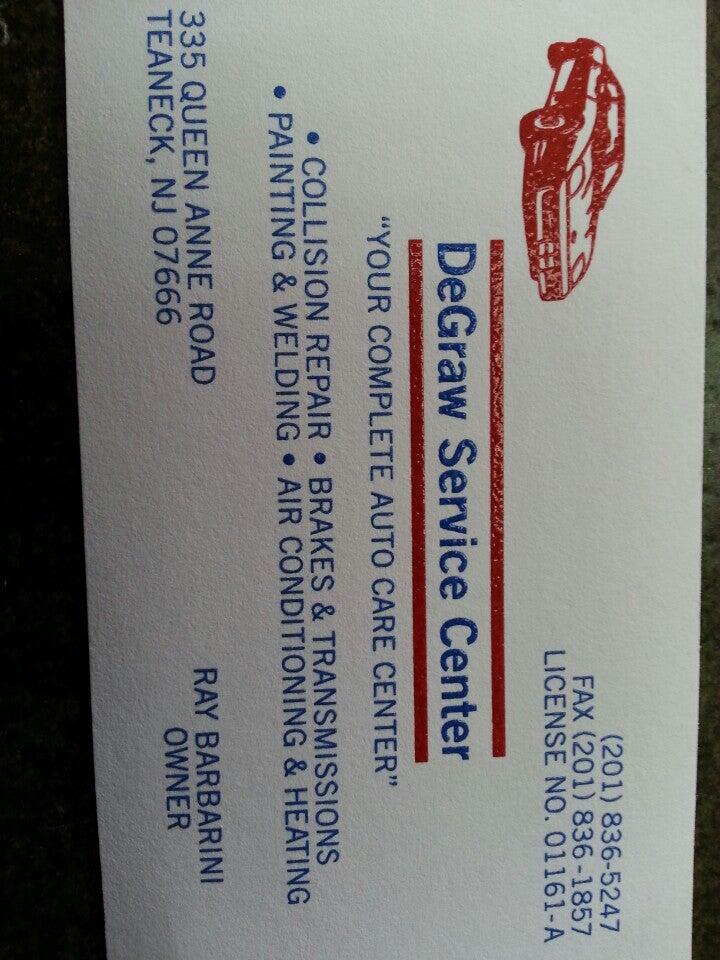 (201) 836-5247
FAX (201) 836-1857
LICENSE NO. 01161-A
DeGraw Service Center
"YOUR COMPLETE AUTO CARE CENTER"
• COLLISION REPAIR • BRAKES & TRANSMISSIONS
• PAINTING & WELDING • AIR CONDITIONING & HEATING
335 QUEEN ANNE ROAD
TEANECK, NJ 07666
RAY BARBARINI
OWNER